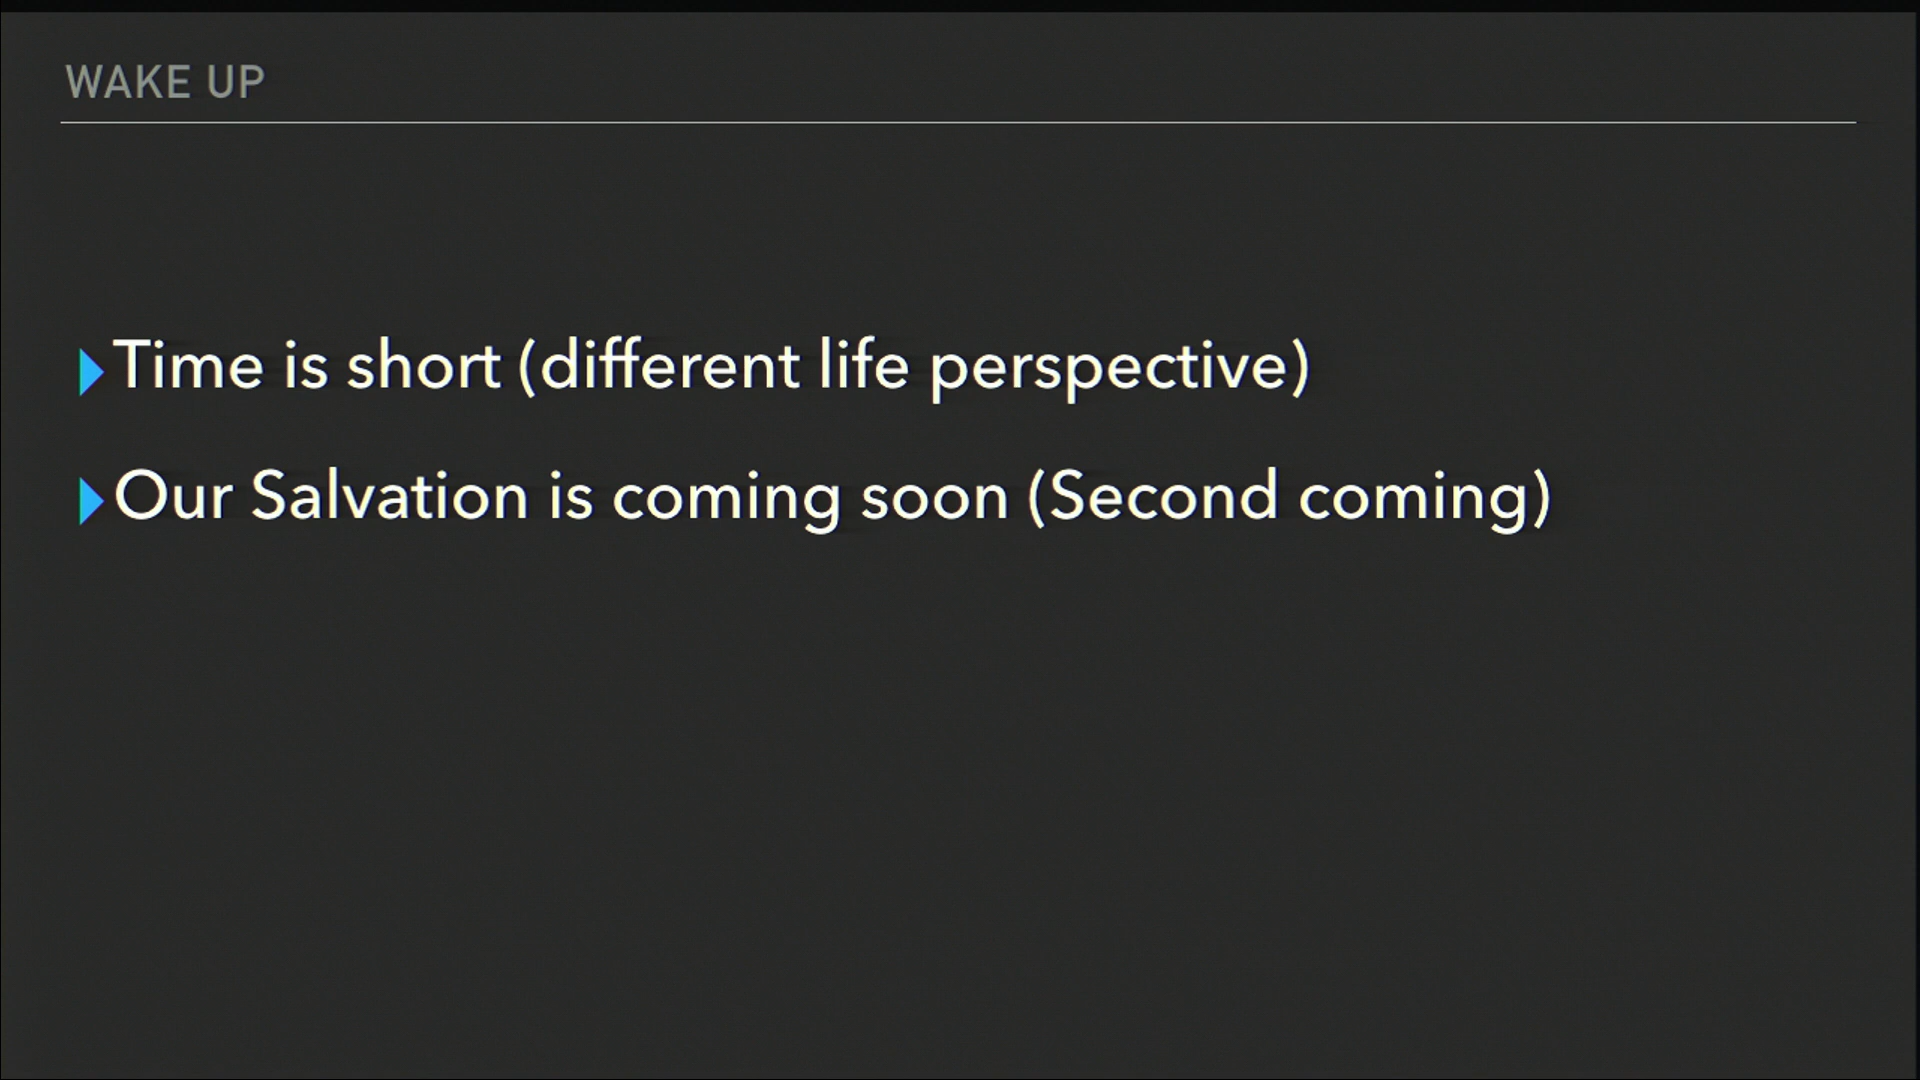 WAKE UP
Time is short (different life perspective)
Our Salvation is coming soon (Second coming)